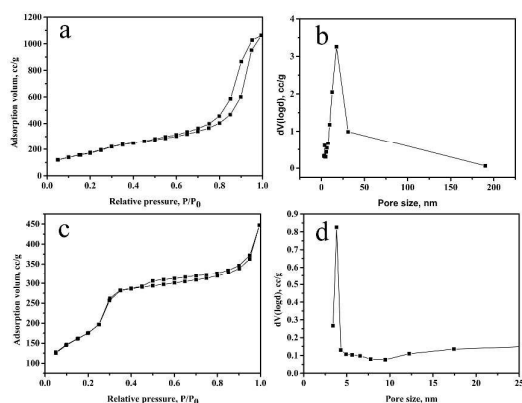 a
Adsorption volum, cc/g
1200
1000
800
600
400
200
0
0.0 0.2 0.4 0.6 0.8 1.0
Relative pressure, P/P0
b
dV(logd), cc/g
4
3
2
1
0
0 50 100 150 200
Pore size, nm
c
Adsorption volum, cc/g
450
400
350
300
250
200
150
100
0.0 0.2 0.4 0.6 0.8 1.0
Relative pressure, P/P0
d
dV(logd), cc/g
0.9
0.8
0.7
0.6
0.5
0.4
0.3
0.2
0.1
0.0
0 5 10 15 20 25
Pore size, nm